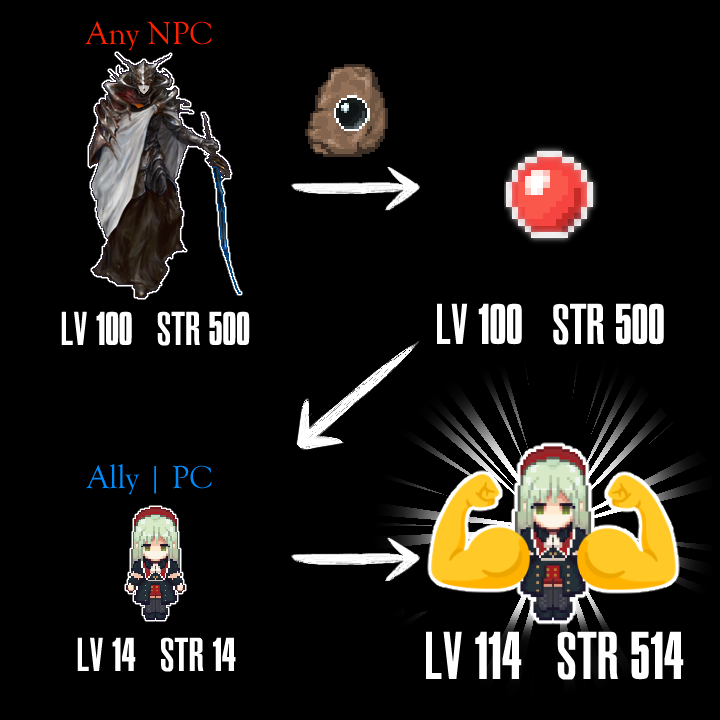 Any NPC
LV 100 STR 500
LV 100 STR 500
Ally | PC
LV 14 STR 14
LV 114 STR 514